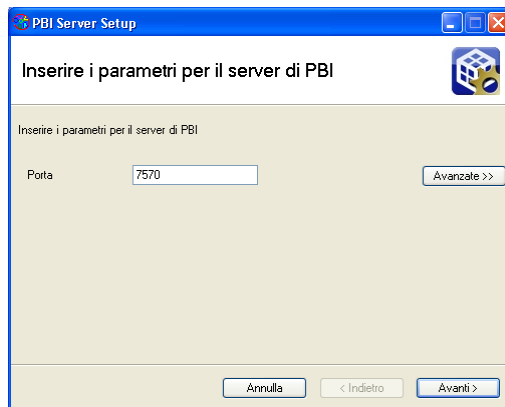 PBI Server Setup
Inserire i parametri per il server di PBI
Inserire i parametri per il server di PBI
Porta 7570 Avanzate >>
Annulla < Indietro Avanti >